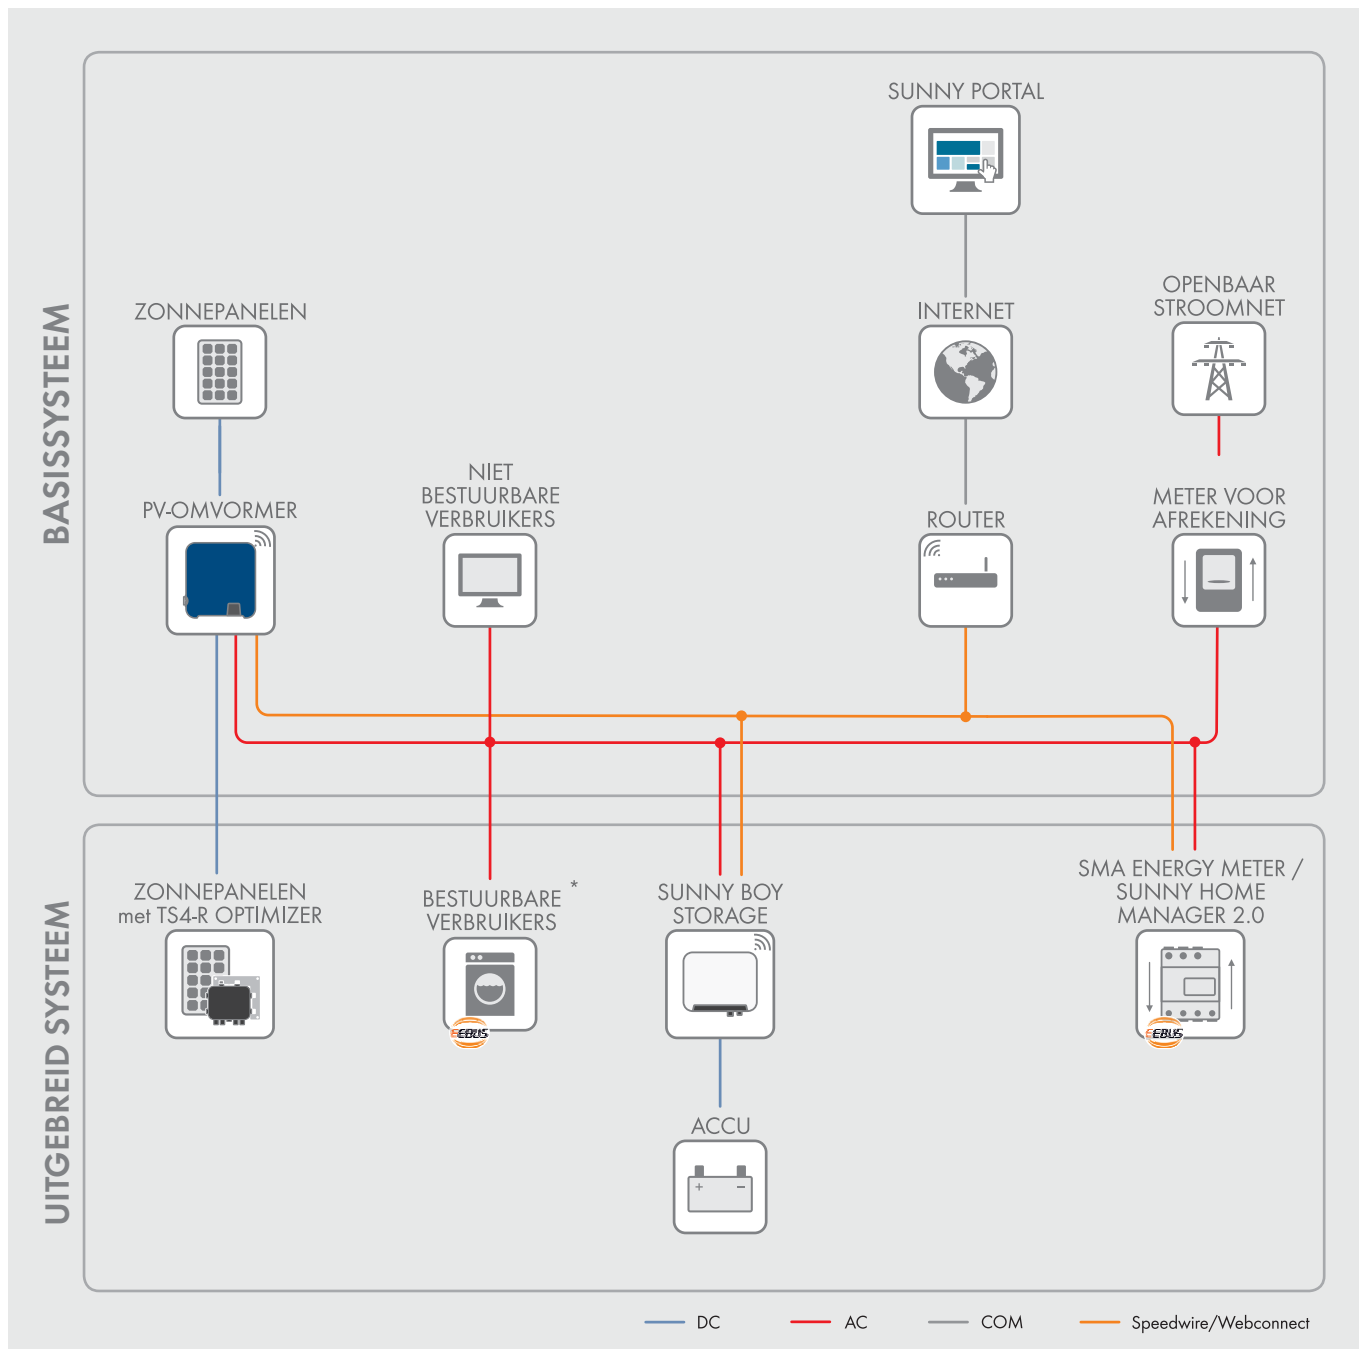 BASISSYSTEEM
SUNNY PORTAL
ZONNEPANELEN
INTERNET
OPENBAAR
STROOMNET
PV-OMVORMER
NIET
BESTUURBARE
VERBRUIKERS
ROUTER
METER VOOR
AFREKENING
UITGEBREID SYSTEEM
ZONNEPANELEN
met TS4-R OPTIMIZER
BESTUURBARE *
VERBRUIKERS
EEBUS
SUNNY BOY
STORAGE
SMA ENERGY METER /
SUNNY HOME
MANAGER 2.0
EEBUS
ACCU
+ −
DC
AC
COM
Speedwire/Webconnect